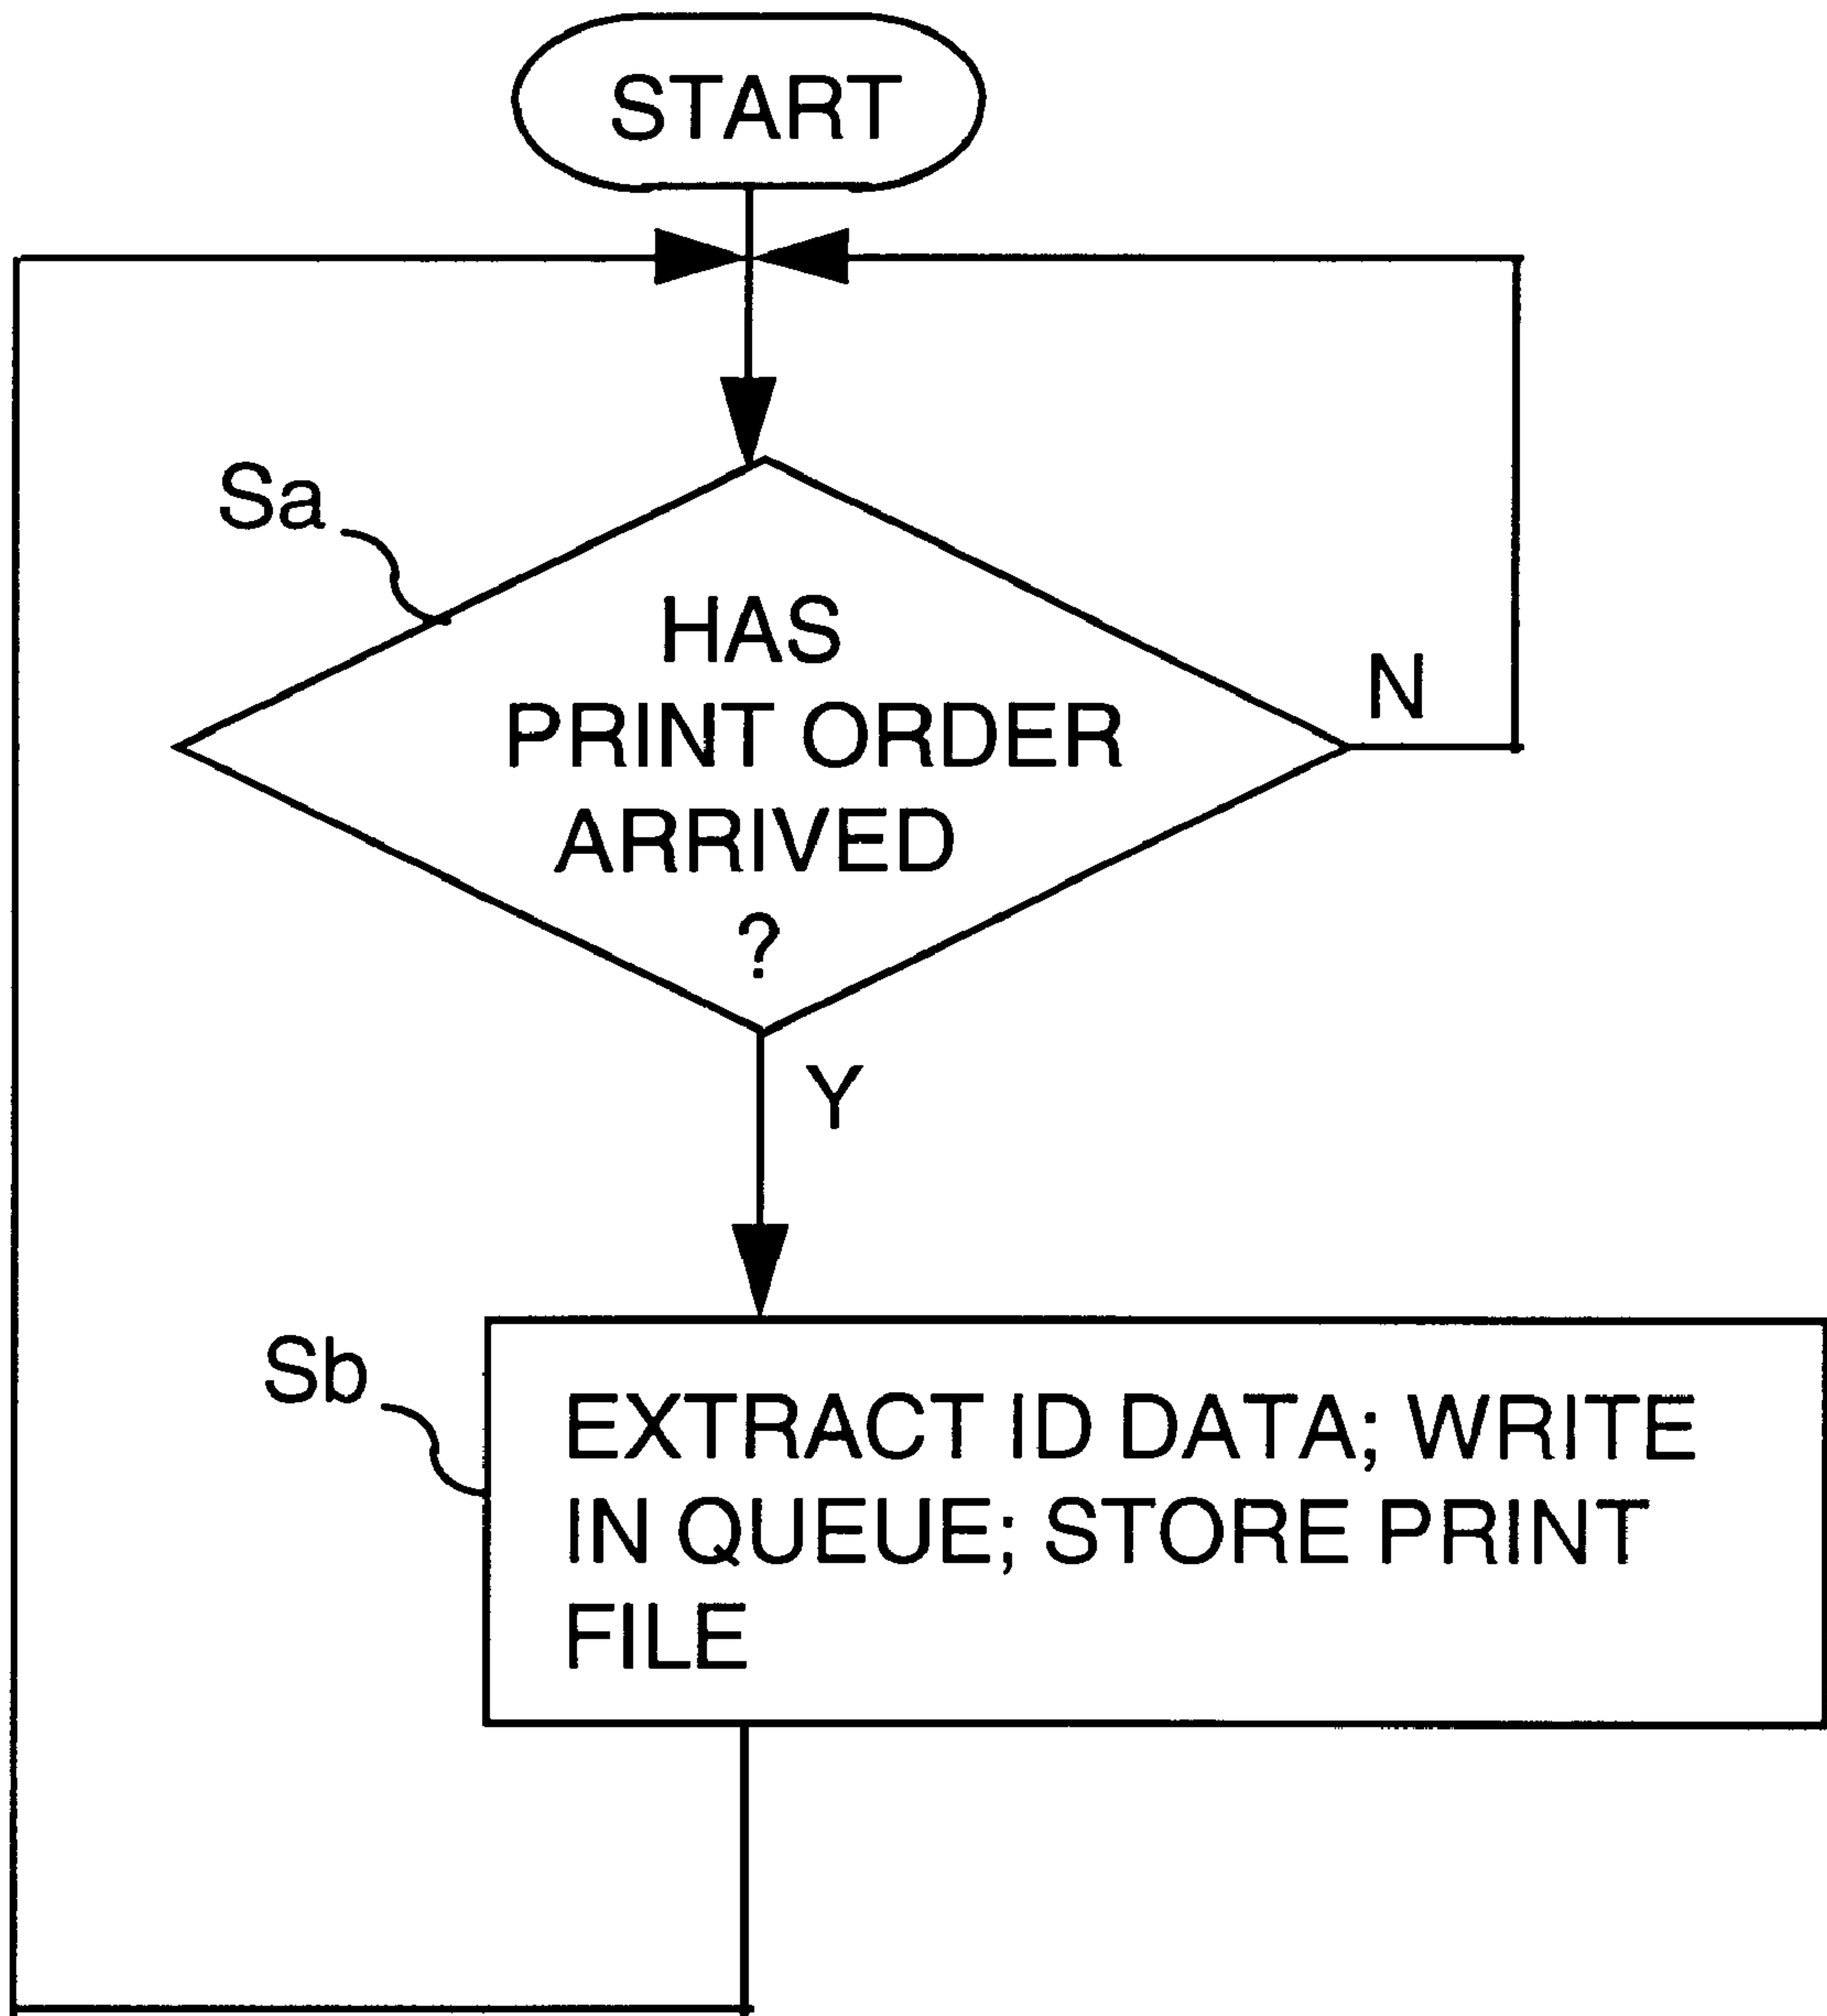 START
Sa
HAS
PRINT ORDER
ARRIVED
?
N
Y
Sb
EXTRACT ID DATA; WRITE
IN QUEUE; STORE PRINT
FILE